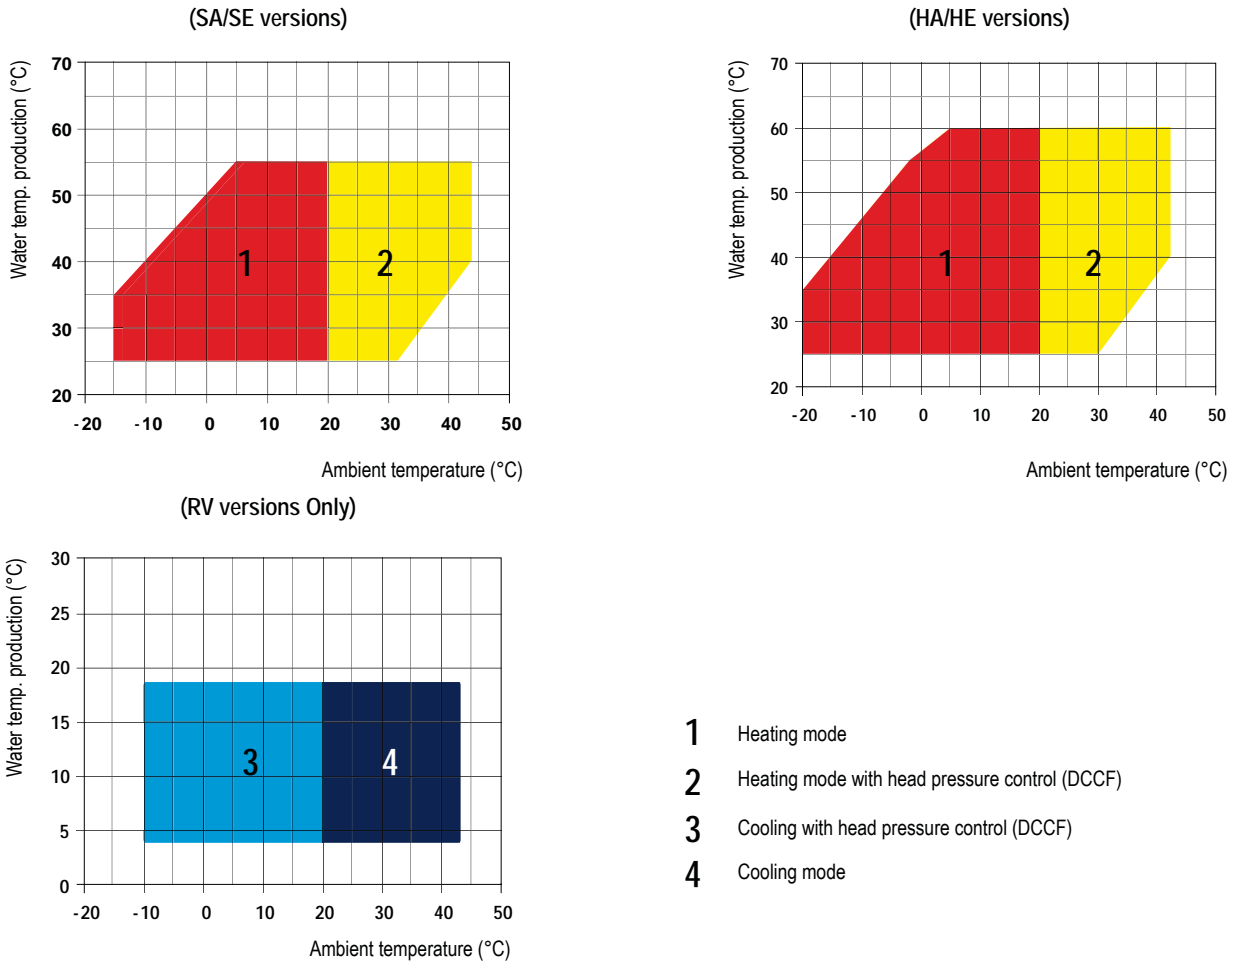 (SA/SE versions)
Water temp. production (°C)
70
60
50
40
30
20
1
2
-20 -10 0 10 20 30 40 50
Ambient temperature (°C)
(HA/HE versions)
Water temp. production (°C)
70
60
50
40
30
20
1
2
-20 -10 0 10 20 30 40 50
Ambient temperature (°C)
(RV versions Only)
Water temp. production (°C)
30
25
20
15
10
5
0
3
4
-20 -10 0 10 20 30 40 50
Ambient temperature (°C)
1 Heating mode
2 Heating mode with head pressure control (DCCF)
3 Cooling with head pressure control (DCCF)
4 Cooling mode